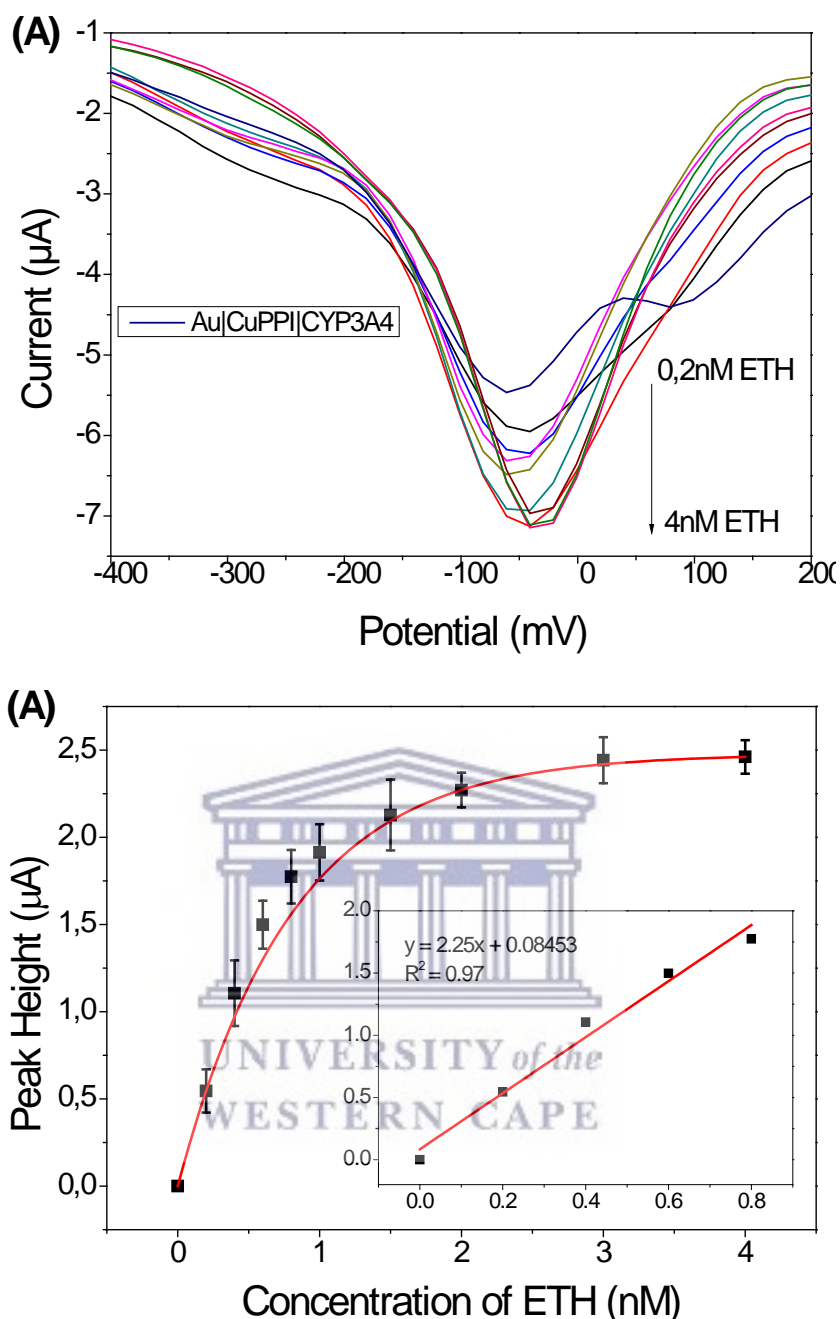 (A)
-1
-2
-3
-4
-5
-6
-7
Current (µA)
Au|CuPPI|CYP3A4
0,2nM ETH
4nM ETH
-400
-300
-200
-100
0
100
200
Potential (mV)
(A)
2,5
2,0
1,5
1,0
0,5
0,0
Peak Height (µA)
2.0
1.5
1.0
0.5
0.0
y = 2.25x + 0.08453
R² = 0.97
0.0
0.2
0.4
0.6
0.8
UNIVERSITY of the
WESTERN CAPE
0
1
2
3
4
Concentration of ETH (nM)